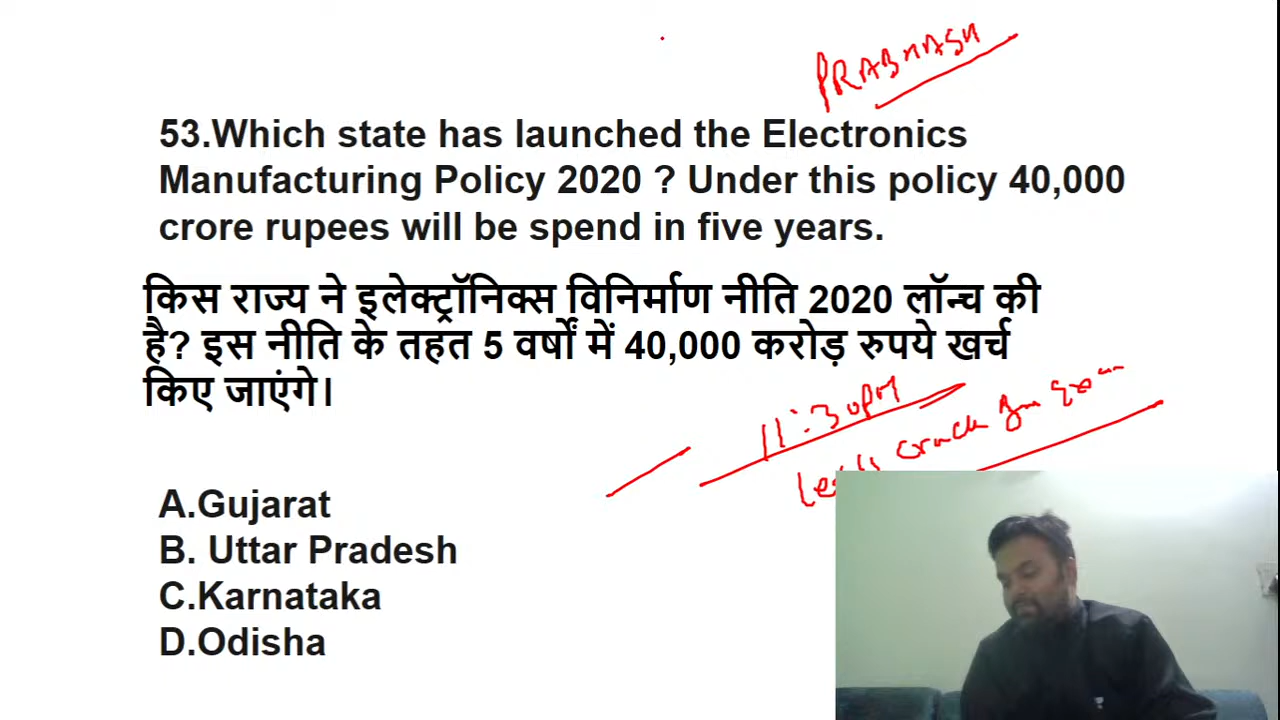 PRABHASH
53.Which state has launched the Electronics
Manufacturing Policy 2020 ? Under this policy 40,000
crore rupees will be spend in five years.
किस राज्य ने इलेक्ट्रॉनिक्स विनिर्माण नीति 2020 लॉन्च की
है? इस नीति के तहत 5 वर्षों में 40,000 करोड़ रुपये खर्च
किए जाएंगे।
11:30PM
crack
A.Gujarat
B. Uttar Pradesh
C.Karnataka
D.Odisha